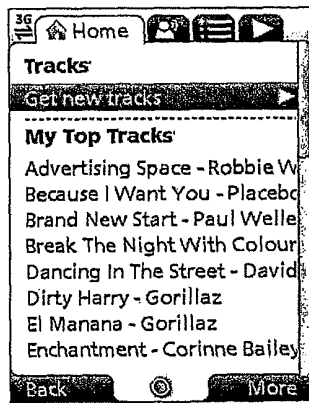 3G
Home
Tracks
Get new tracks
My Top Tracks
Advertising Space - Robbie W
Because I Want You - Placebo
Brand New Start - Paul Welle
Break The Night With Colour
Dancing In The Street - David
Dirty Harry - Gorillaz
El Manana - Gorillaz
Enchantment - Corinne Bailey
Back
More